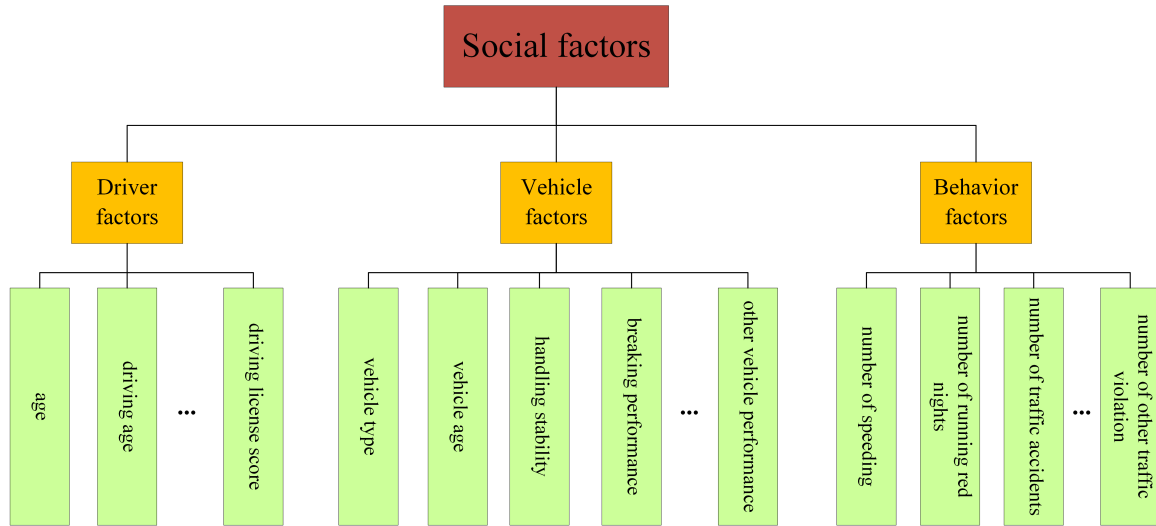 Social factors
Driver
factors
Vehicle
factors
Behavior
factors
age
driving age
...
driving license score
vehicle type
vehicle age
handling stability
breaking performance
...
other vehicle performance
number of speeding
number of running red
nights
number of traffic accidents
...
number of other traffic
violation